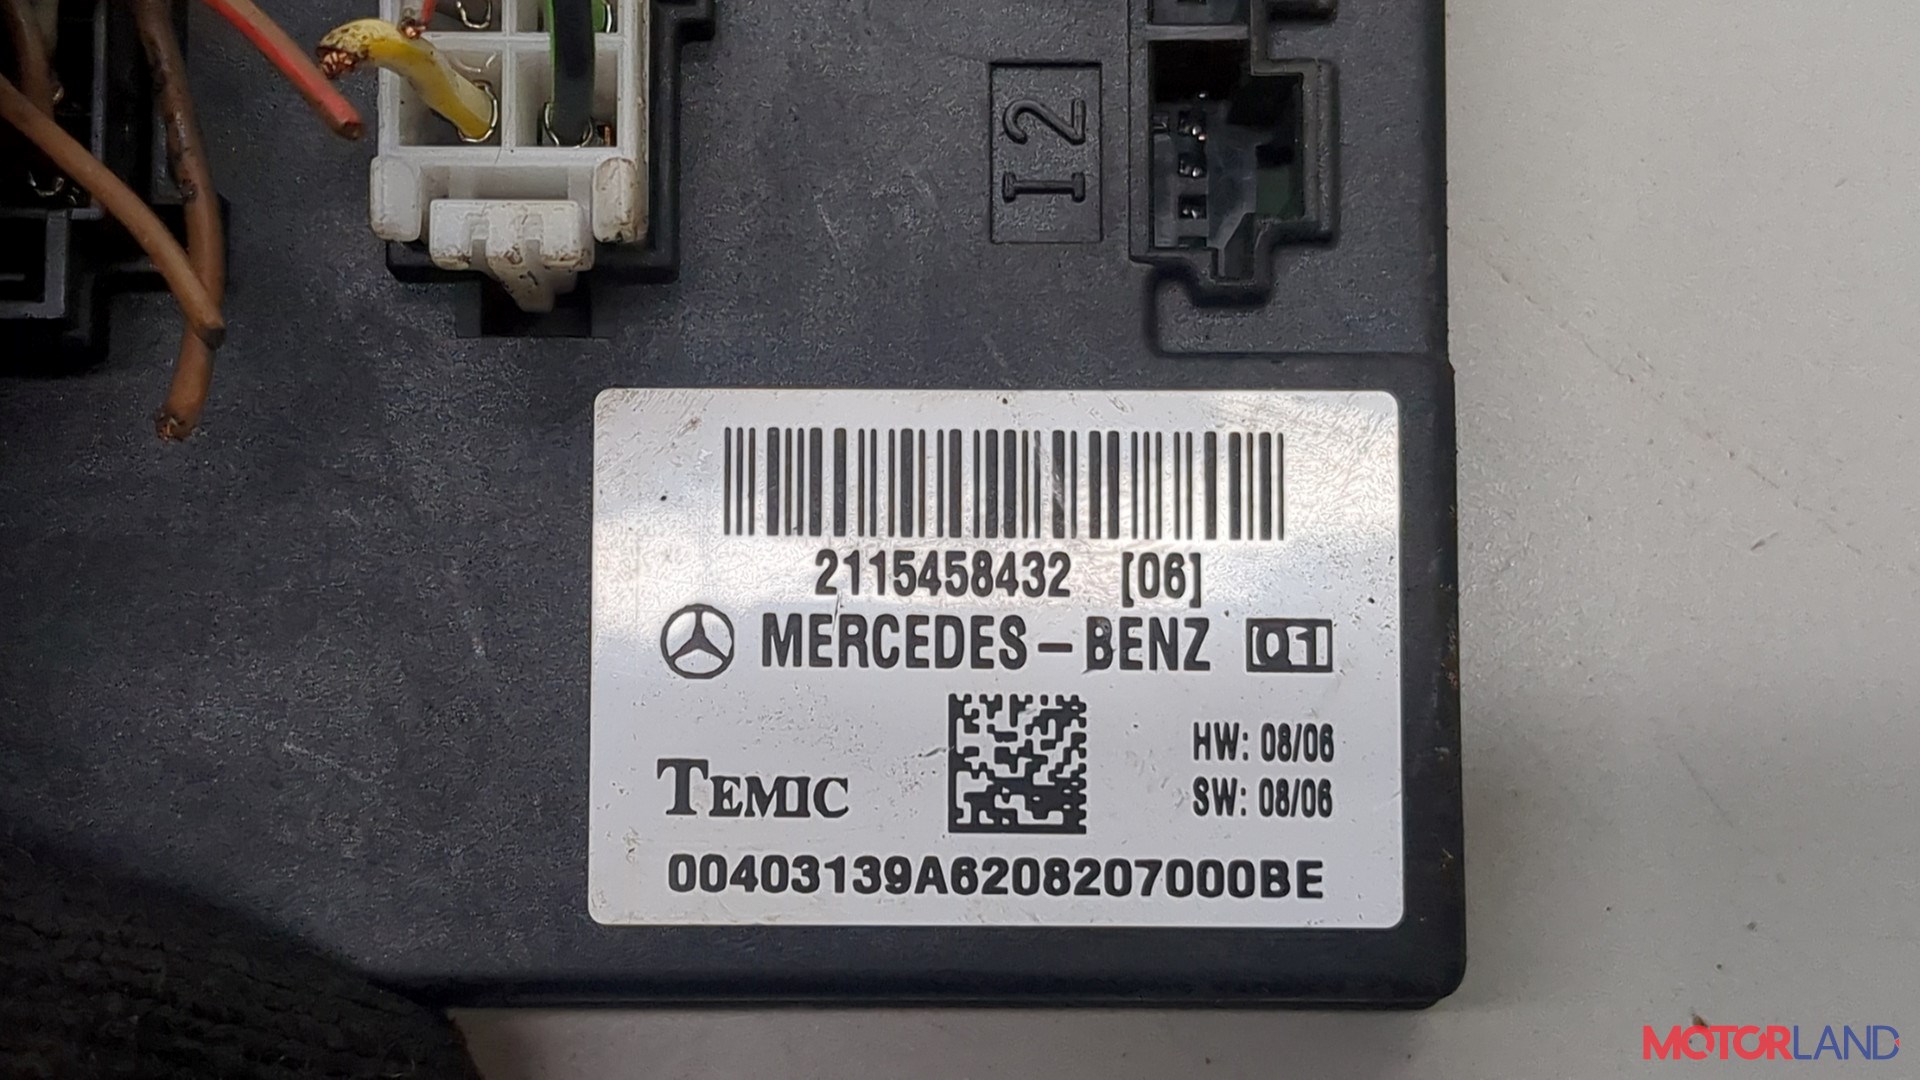 I2
2115458432 [06]
MERCEDES-BENZ Q1
HW: 08/06
SW: 08/06
TEMIC
00403139A6208207000BE
MOTORLAND